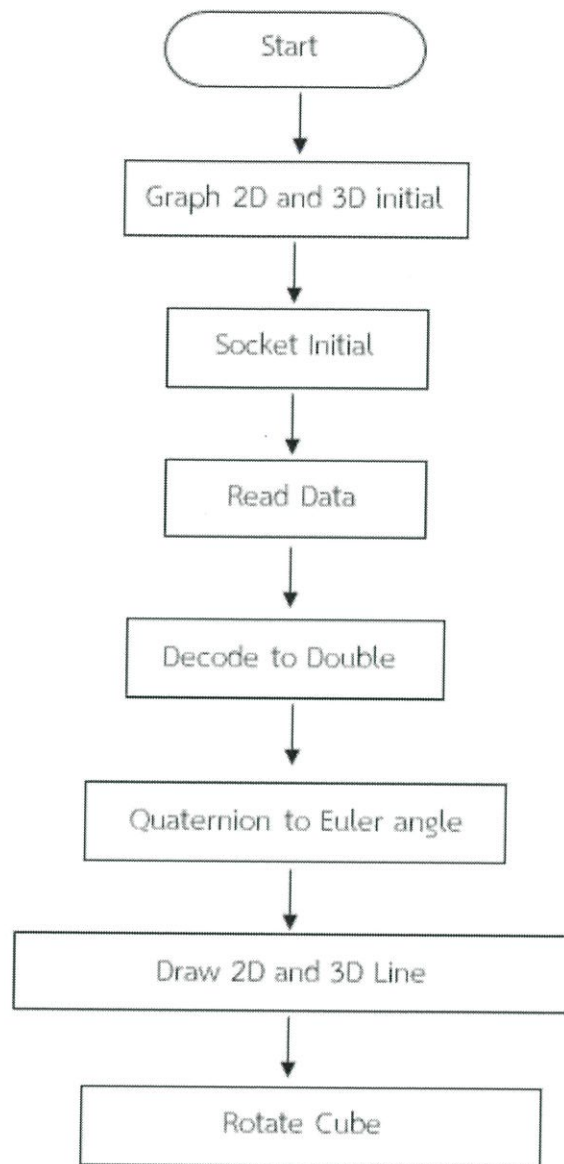 Start
Graph 2D and 3D initial
Socket Initial
Read Data
Decode to Double
Quaternion to Euler angle
Draw 2D and 3D Line
Rotate Cube